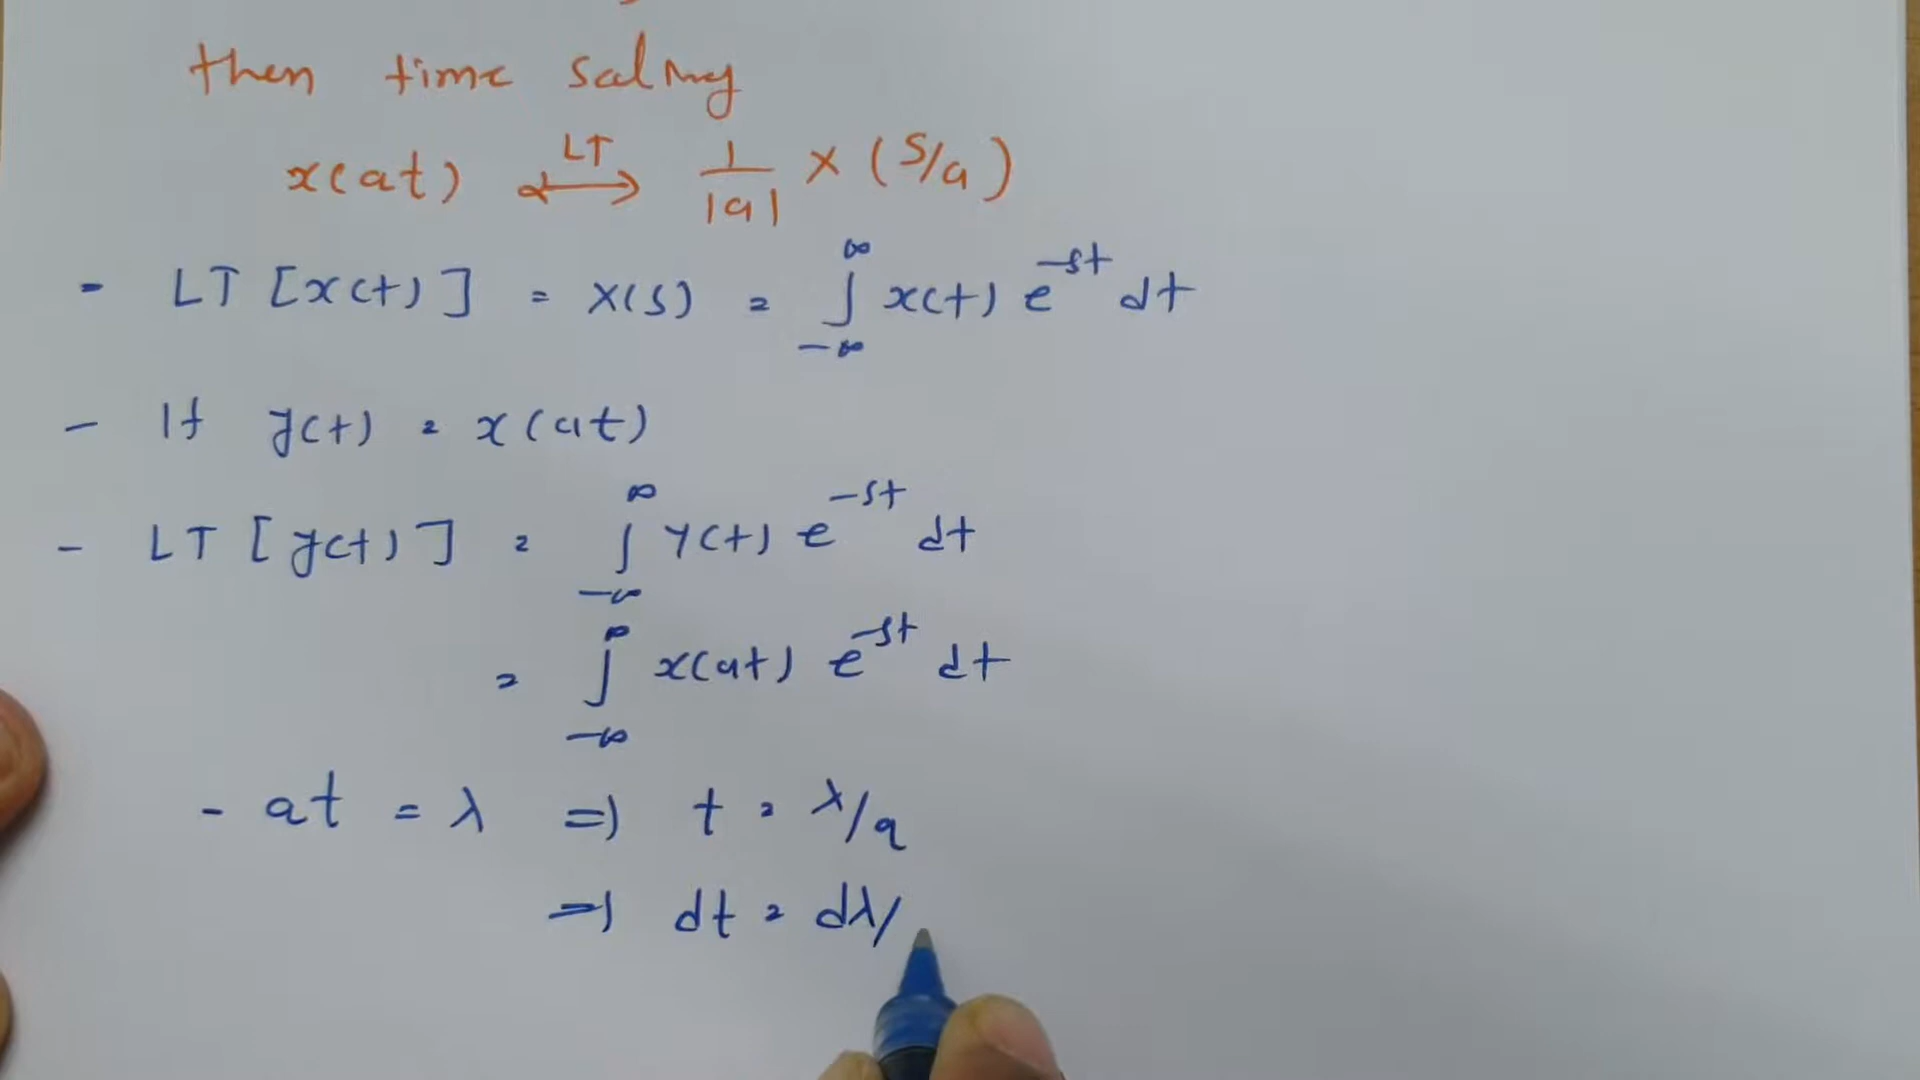 then time scaling
x(at) LT ⟷ 1/|a| X (S/a)
- LT [x(t)] = X(s) = ∫_{-∞}^{∞} x(t) e^{-st} dt
- If y(t) = x(at)
- LT [y(t)] = ∫_{-∞}^{∞} y(t) e^{-st} dt
= ∫_{-∞}^{∞} x(at) e^{-st} dt
- at = λ ⇒ t = λ/a
⇒ dt = dλ/